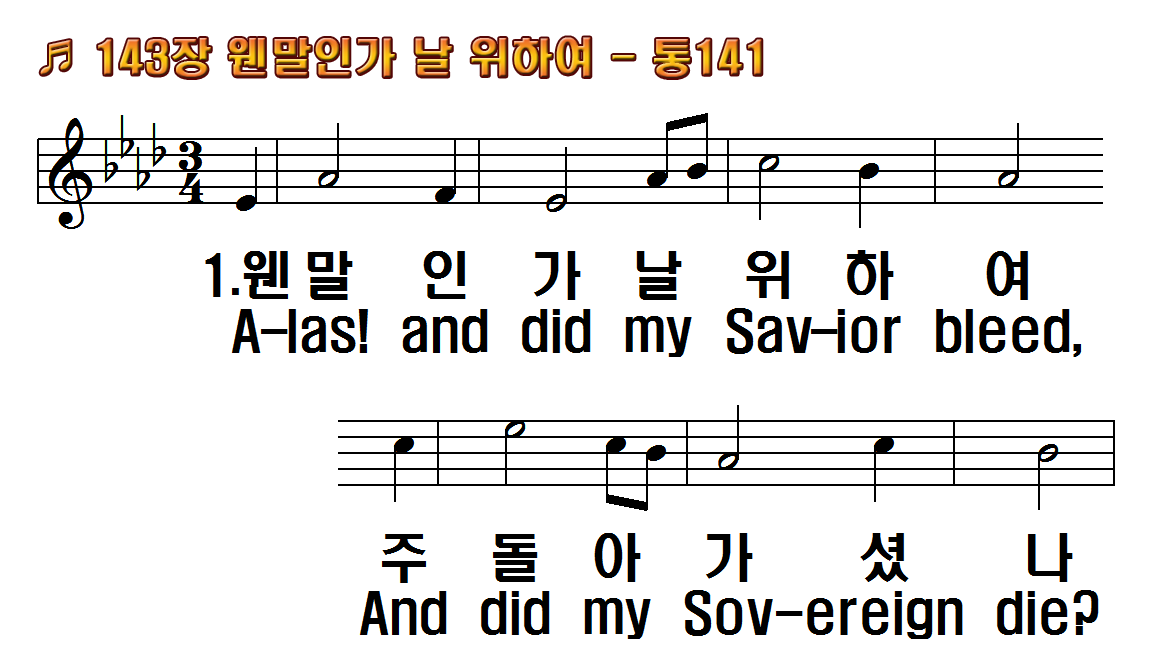 ♬ 143장 웬말인가 날 위하여 - 통141
3
4
1.웬 말 인 가 날 위 하 여
A-las! and did my Sav-ior bleed,
주 돌 아 가 셨 나
And did my Sov-ereign die?